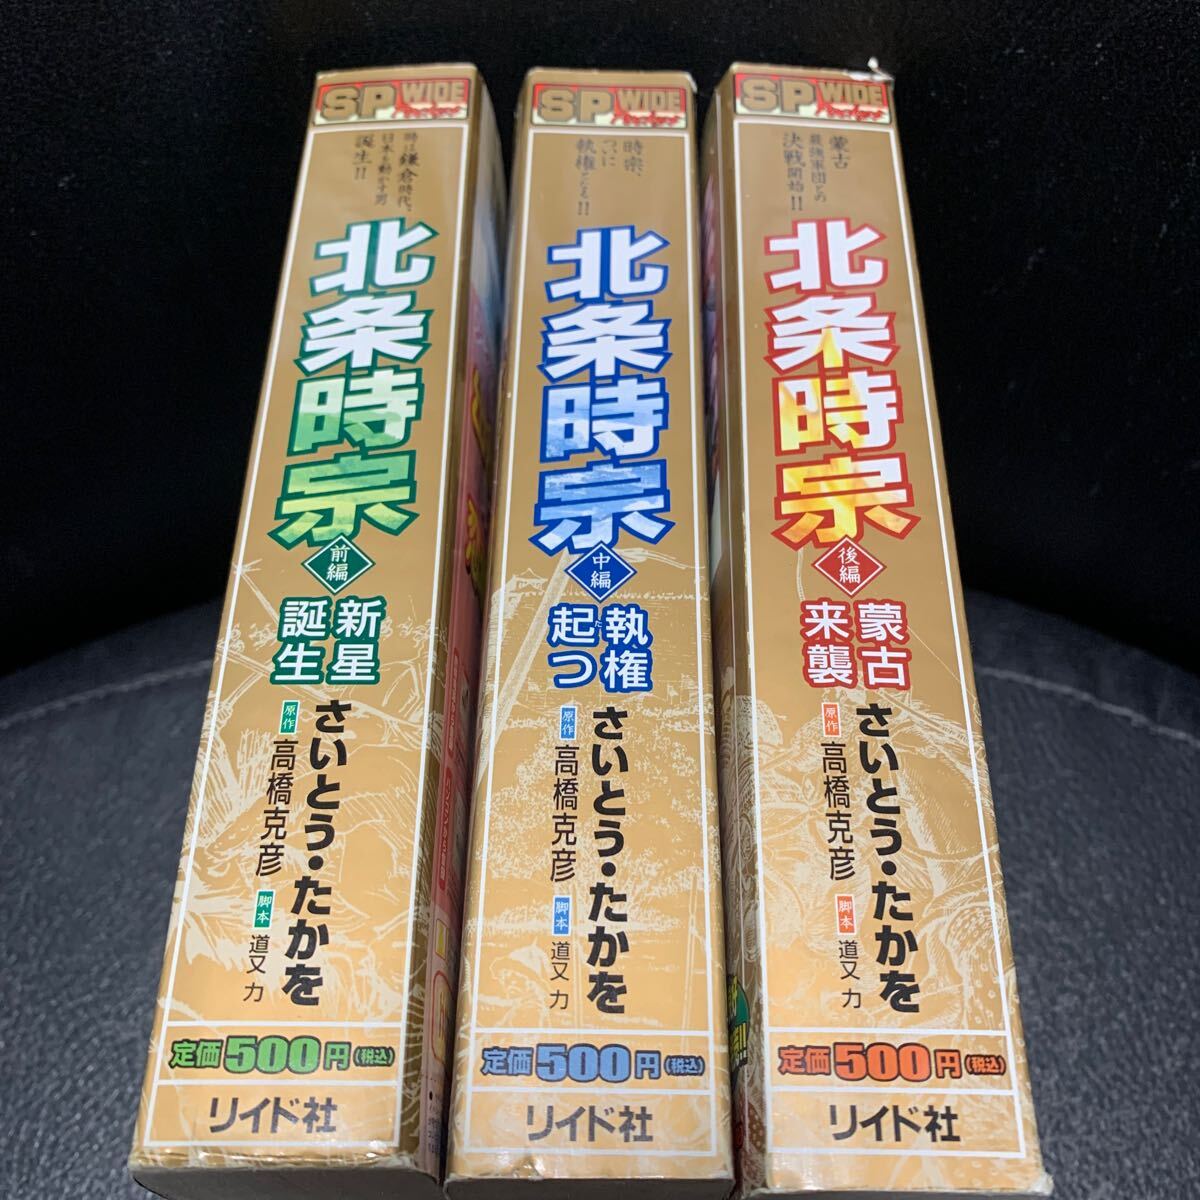 SP WIDE
時は鎌倉時代、
日本を動かす男
誕生!!
北条時宗
前編
新星
誕生
さいとう・たかを
原作 高橋克彦
脚本 道又 力
定価500円(税込)
リイド社
SP WIDE
時宗、
ついに
執権となる!!
北条時宗
中編
執権
起つ
た
さいとう・たかを
原作 高橋克彦
脚本 道又 力
定価500円(税込)
リイド社
SP WIDE
蒙古
最強軍団との
決戦開始!!
北条時宗
後編
蒙古
来襲
さいとう・たかを
原作 高橋克彦
脚本 道又 力
定価500円(税込)
リイド社